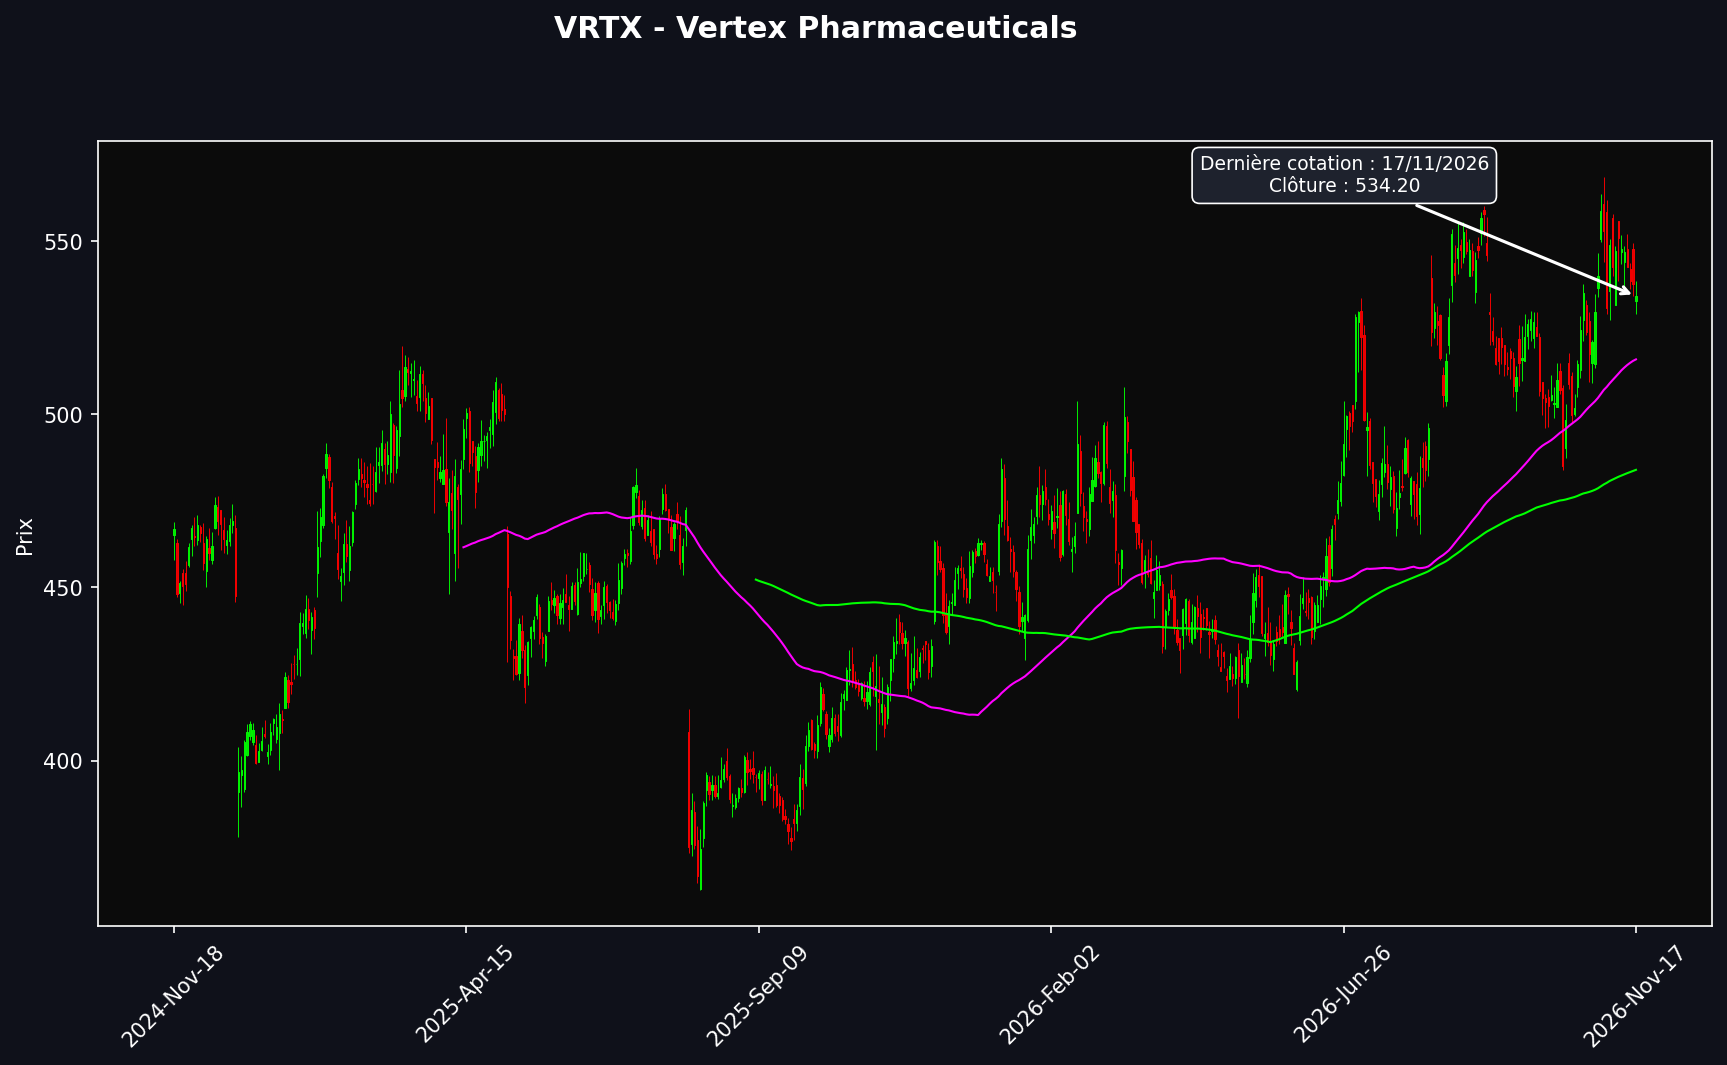 VRTX - Vertex Pharmaceuticals
Dernière cotation : 17/11/2026
Clôture : 534.20
550
500
450
400
Prix
2024-Nov-18
2025-Apr-15
2025-Sep-09
2026-Feb-02
2026-Jun-26
2026-Nov-17